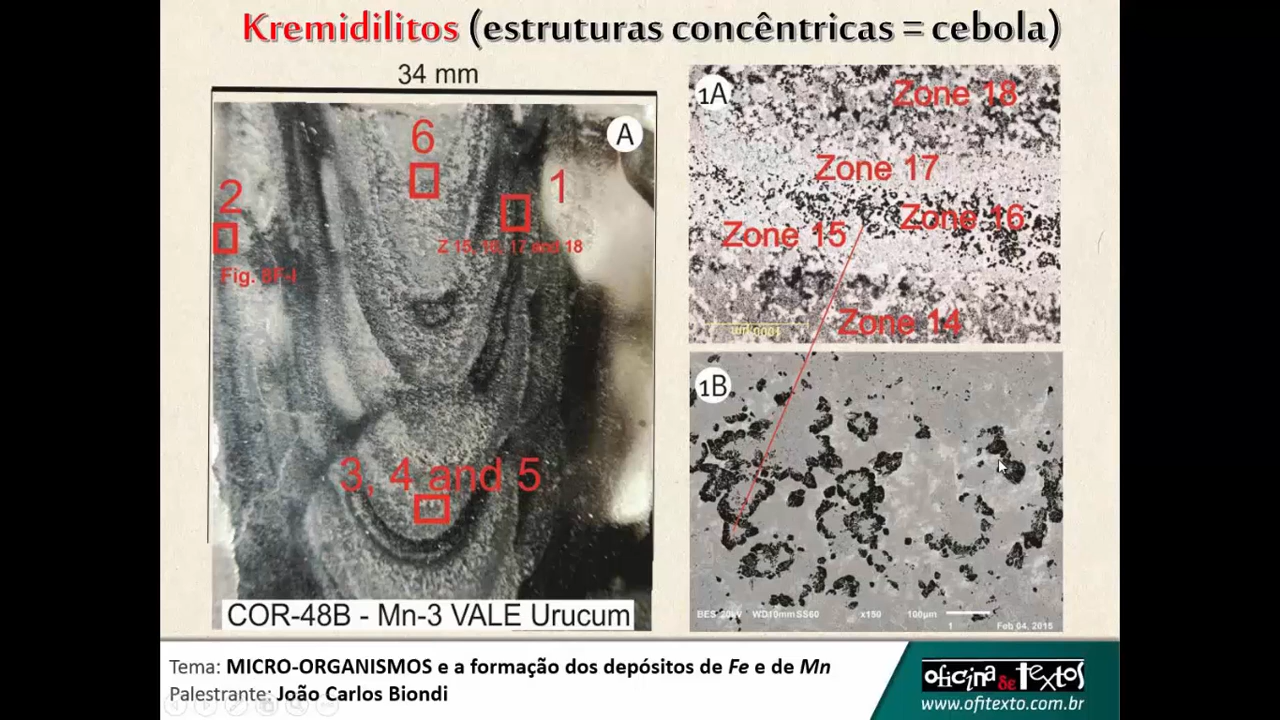 Kremidilitos (estruturas concêntricas = cebola)
34 mm
A
6
2
1
Z 15, 16, 17 and 18
Fig. 8F-I
3, 4 and 5
COR-48B - Mn-3 VALE Urucum
1A
Zone 18
Zone 17
Zone 16
Zone 15
Zone 14
1B
BES 20kV WD10mm SS60 x150 100µm
1 Feb 04, 2015
Tema: MICRO-ORGANISMOS e a formação dos depósitos de Fe e de Mn
Palestrante: João Carlos Biondi
oficina de textos
www.ofitexto.com.br